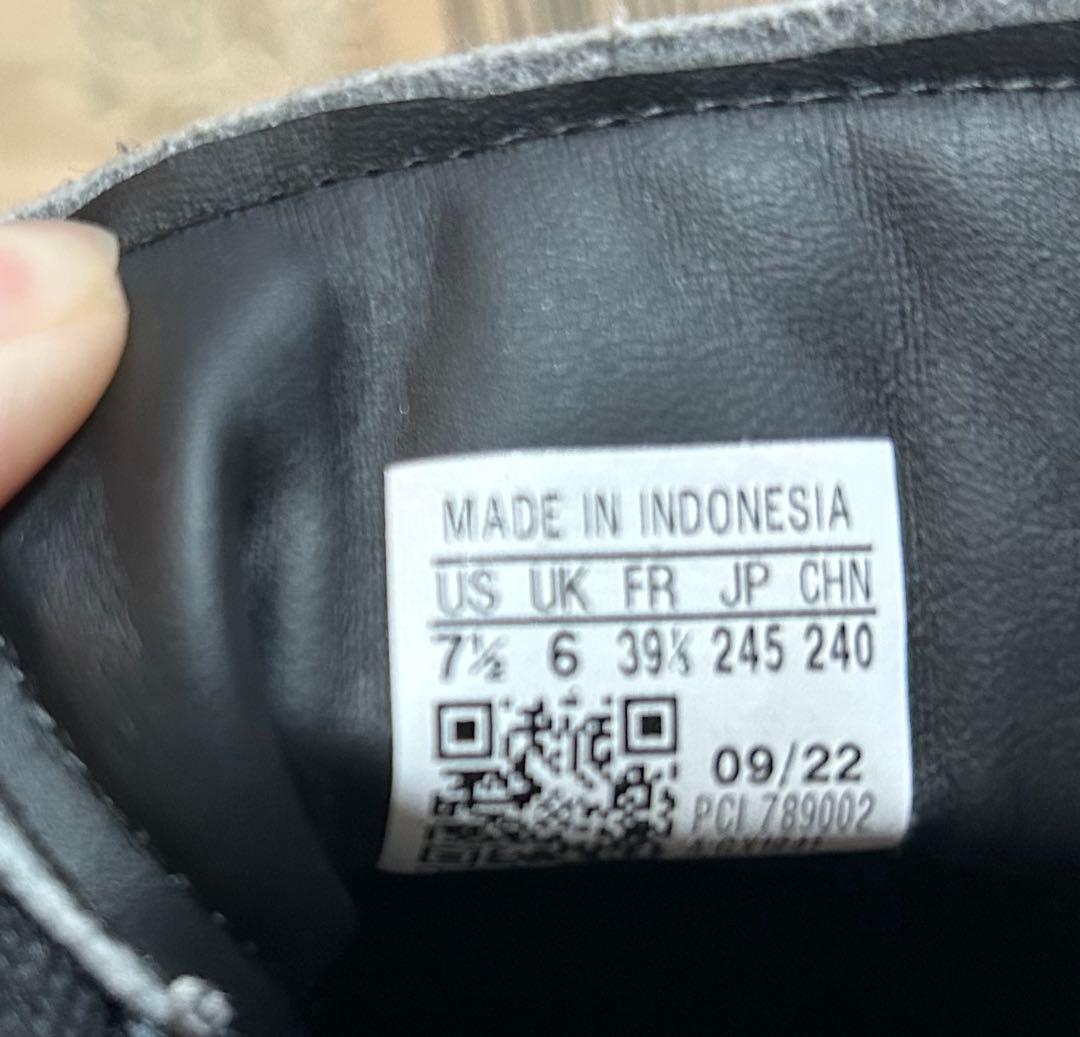 MADE IN INDONESIA
US UK FR JP CHN
7½ 6 39⅓ 245 240
09/22
PCI 789002